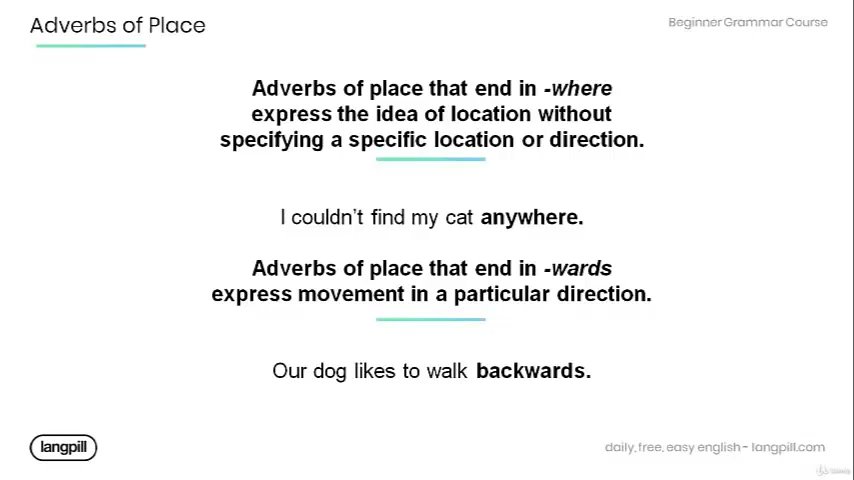 Adverbs of Place
Beginner Grammar Course
Adverbs of place that end in -where
express the idea of location without
specifying a specific location or direction.
I couldn't find my cat anywhere.
Adverbs of place that end in -wards
express movement in a particular direction.
Our dog likes to walk backwards.
langpill
daily, free, easy english - langpill.com